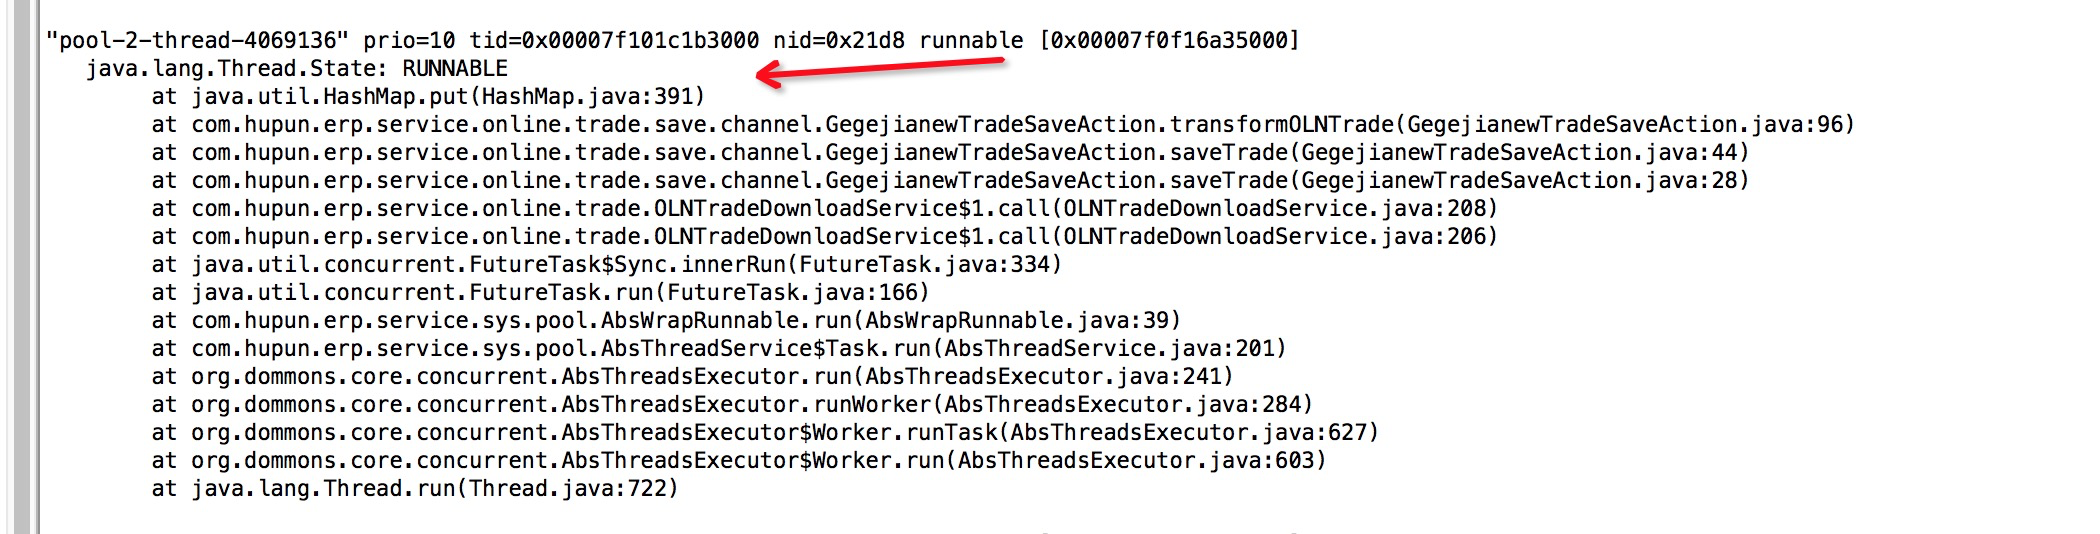 "pool-2-thread-4069136" prio=10 tid=0x00007f101c1b3000 nid=0x21d8 runnable [0x00007f0f16a35000]
java.lang.Thread.State: RUNNABLE
at java.util.HashMap.put(HashMap.java:391)
at com.hupun.erp.service.online.trade.save.channel.GegejianewTradeSaveAction.transformOLNTrade(GegejianewTradeSaveAction.java:96)
at com.hupun.erp.service.online.trade.save.channel.GegejianewTradeSaveAction.saveTrade(GegejianewTradeSaveAction.java:44)
at com.hupun.erp.service.online.trade.save.channel.GegejianewTradeSaveAction.saveTrade(GegejianewTradeSaveAction.java:28)
at com.hupun.erp.service.online.trade.OLNTradeDownloadService$1.call(OLNTradeDownloadService.java:208)
at com.hupun.erp.service.online.trade.OLNTradeDownloadService$1.call(OLNTradeDownloadService.java:206)
at java.util.concurrent.FutureTask$Sync.innerRun(FutureTask.java:334)
at java.util.concurrent.FutureTask.run(FutureTask.java:166)
at com.hupun.erp.service.sys.pool.AbsWrapRunnable.run(AbsWrapRunnable.java:39)
at com.hupun.erp.service.sys.pool.AbsThreadService$Task.run(AbsThreadService.java:201)
at org.dommons.core.concurrent.AbsThreadsExecutor.run(AbsThreadsExecutor.java:241)
at org.dommons.core.concurrent.AbsThreadsExecutor.runWorker(AbsThreadsExecutor.java:284)
at org.dommons.core.concurrent.AbsThreadsExecutor$Worker.runTask(AbsThreadsExecutor.java:627)
at org.dommons.core.concurrent.AbsThreadsExecutor$Worker.run(AbsThreadsExecutor.java:603)
at java.lang.Thread.run(Thread.java:722)